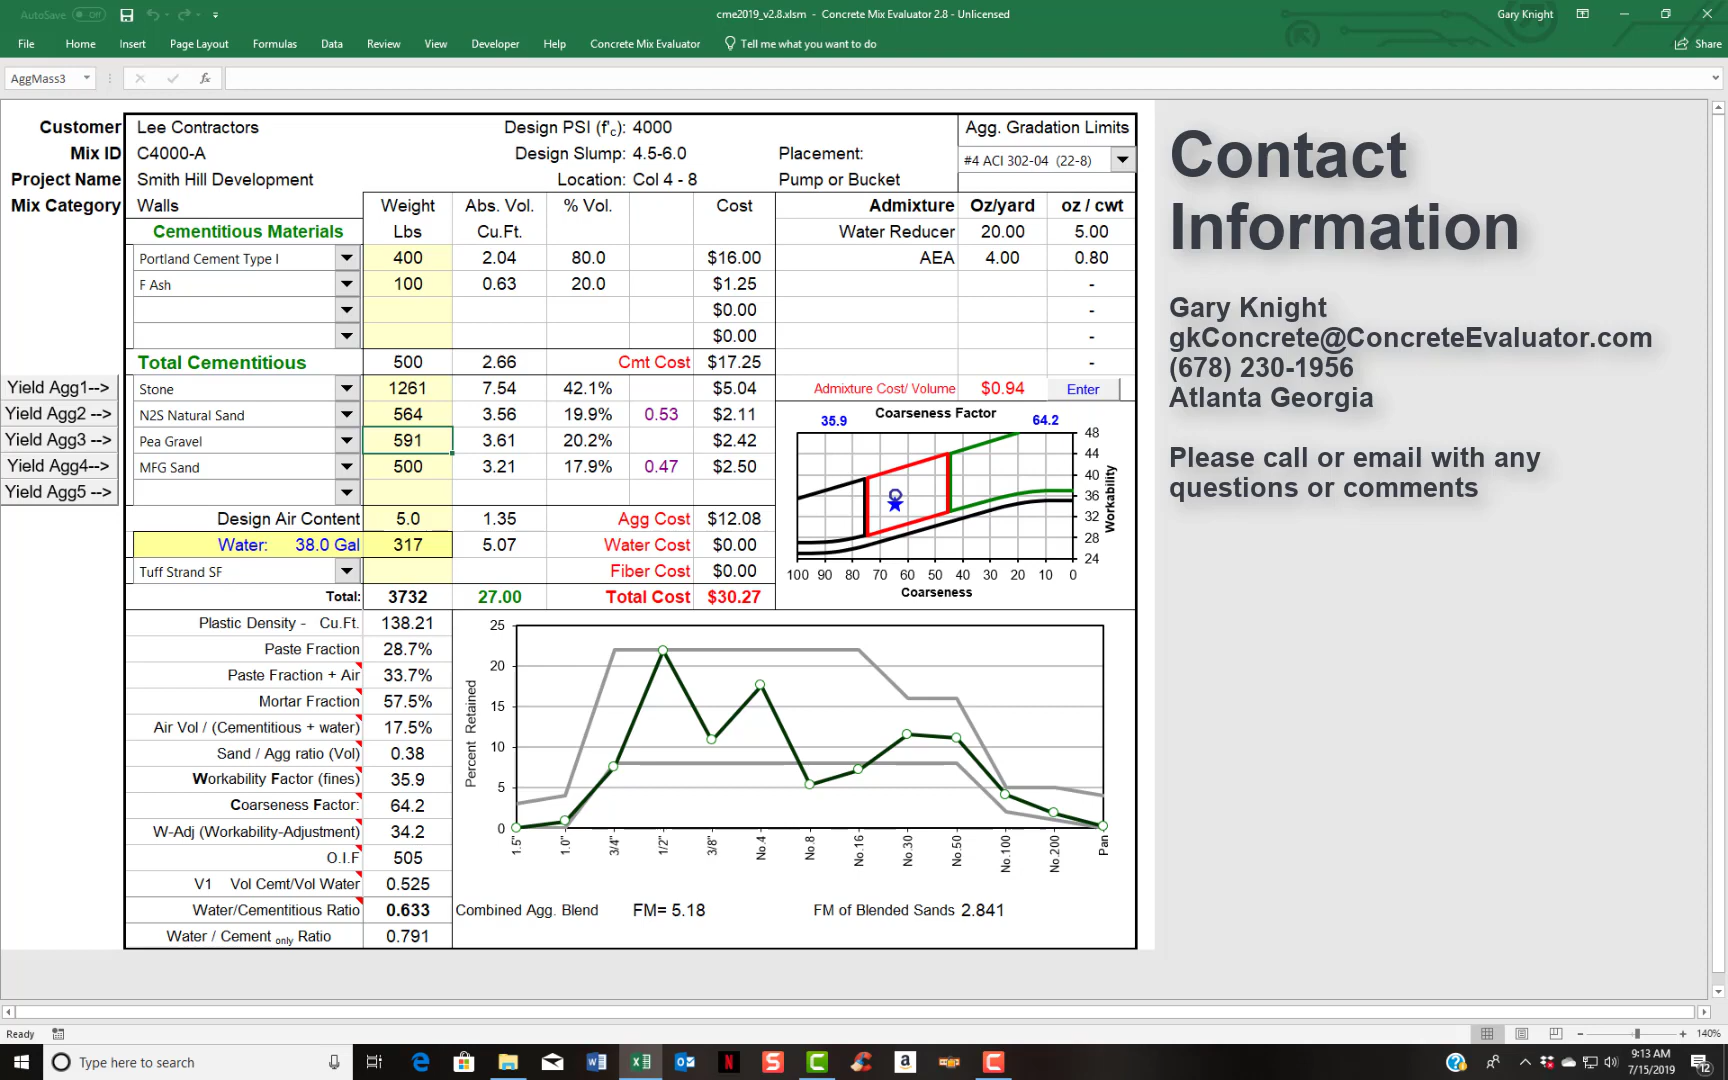 AutoSave Off
cme2019_v2.8.xlsm - Concrete Mix Evaluator 2.8 - Unlicensed
Gary Knight
File Home Insert Page Layout Formulas Data Review View Developer Help Concrete Mix Evaluator Tell me what you want to do Share
AggMass3 fx
Customer Lee Contractors Design PSI (f'c): 4000 Agg. Gradation Limits
Mix ID C4000-A Design Slump: 4.5-6.0 Placement: #4 ACI 302-04 (22-8)
Project Name Smith Hill Development Location: Col 4 - 8 Pump or Bucket
Mix Category Walls Weight Abs. Vol. % Vol. Cost Admixture Oz/yard oz / cwt
Cementitious Materials Lbs Cu.Ft. Water Reducer 20.00 5.00
Portland Cement Type I 400 2.04 80.0 $16.00 AEA 4.00 0.80
F Ash 100 0.63 20.0 $1.25 -
$0.00 -
$0.00 -
Total Cementitious 500 2.66 Cmt Cost $17.25 -
Yield Agg1--> Stone 1261 7.54 42.1% $5.04 Admixture Cost/ Volume $0.94 Enter
Yield Agg2 --> N2S Natural Sand 564 3.56 19.9% 0.53 $2.11
Yield Agg3 --> Pea Gravel 591 3.61 20.2% $2.42
Yield Agg4--> MFG Sand 500 3.21 17.9% 0.47 $2.50
Yield Agg5 -->
Design Air Content 5.0 1.35 Agg Cost $12.08
Water: 38.0 Gal 317 5.07 Water Cost $0.00
Tuff Strand SF Fiber Cost $0.00
Total: 3732 27.00 Total Cost $30.27
Coarseness Factor
35.9 64.2
48
44
40
36
32
28
24
Workability
100 90 80 70 60 50 40 30 20 10 0
Coarseness
Plastic Density - Cu.Ft. 138.21
Paste Fraction 28.7%
Paste Fraction + Air 33.7%
Mortar Fraction 57.5%
Air Vol / (Cementitious + water) 17.5%
Sand / Agg ratio (Vol) 0.38
Workability Factor (fines) 35.9
Coarseness Factor: 64.2
W-Adj (Workability-Adjustment) 34.2
O.I.F 505
V1 Vol Cemt/Vol Water 0.525
Water/Cementitious Ratio 0.633
Water / Cement only Ratio 0.791
Percent Retained
25
20
15
10
5
0
1.5" 1.0" 3/4" 1/2" 3/8" No.4 No.8 No.16 No.30 No.50 No.100 No.200 Pan
Combined Agg. Blend FM= 5.18 FM of Blended Sands 2.841
Contact
Information
Gary Knight
gkConcrete@ConcreteEvaluator.com
(678) 230-1956
Atlanta Georgia
Please call or email with any
questions or comments
Ready
140%
Type here to search
9:13 AM
7/15/2019
12